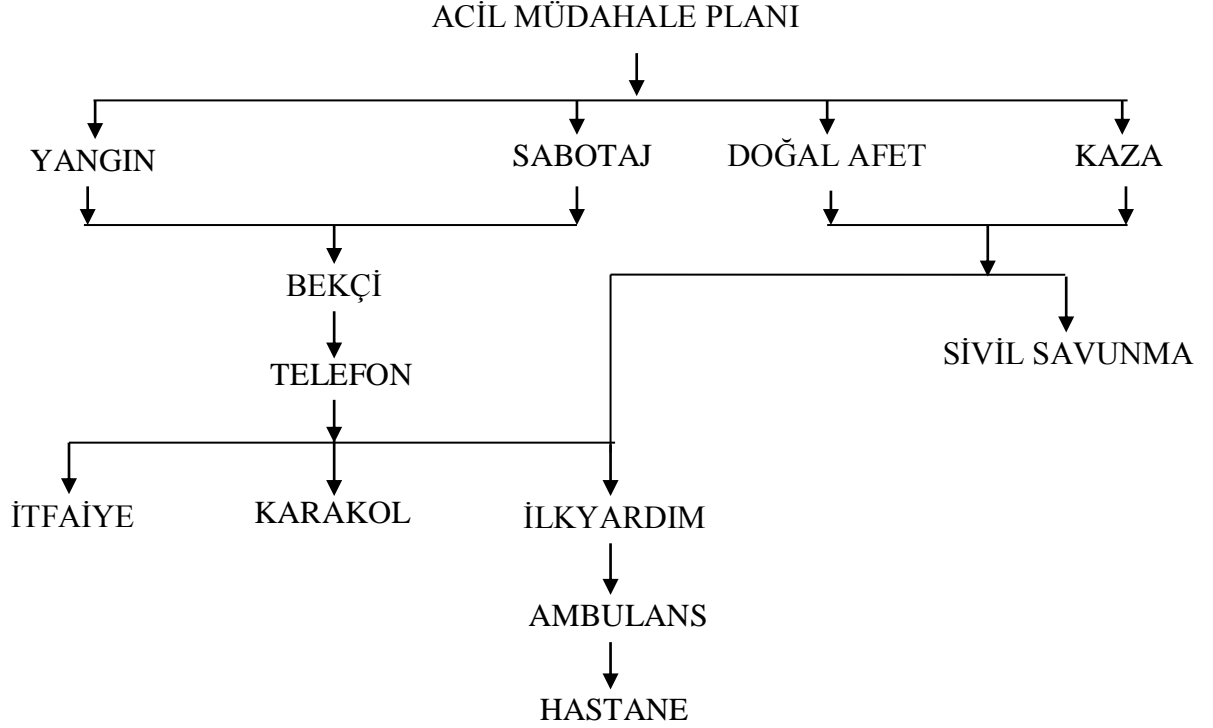 ACİL MÜDAHALE PLANI
YANGIN
SABOTAJ
DOĞAL AFET
KAZA
BEKÇİ
SİVİL SAVUNMA
TELEFON
İTFAİYE
KARAKOL
İLKYARDIM
AMBULANS
HASTANE